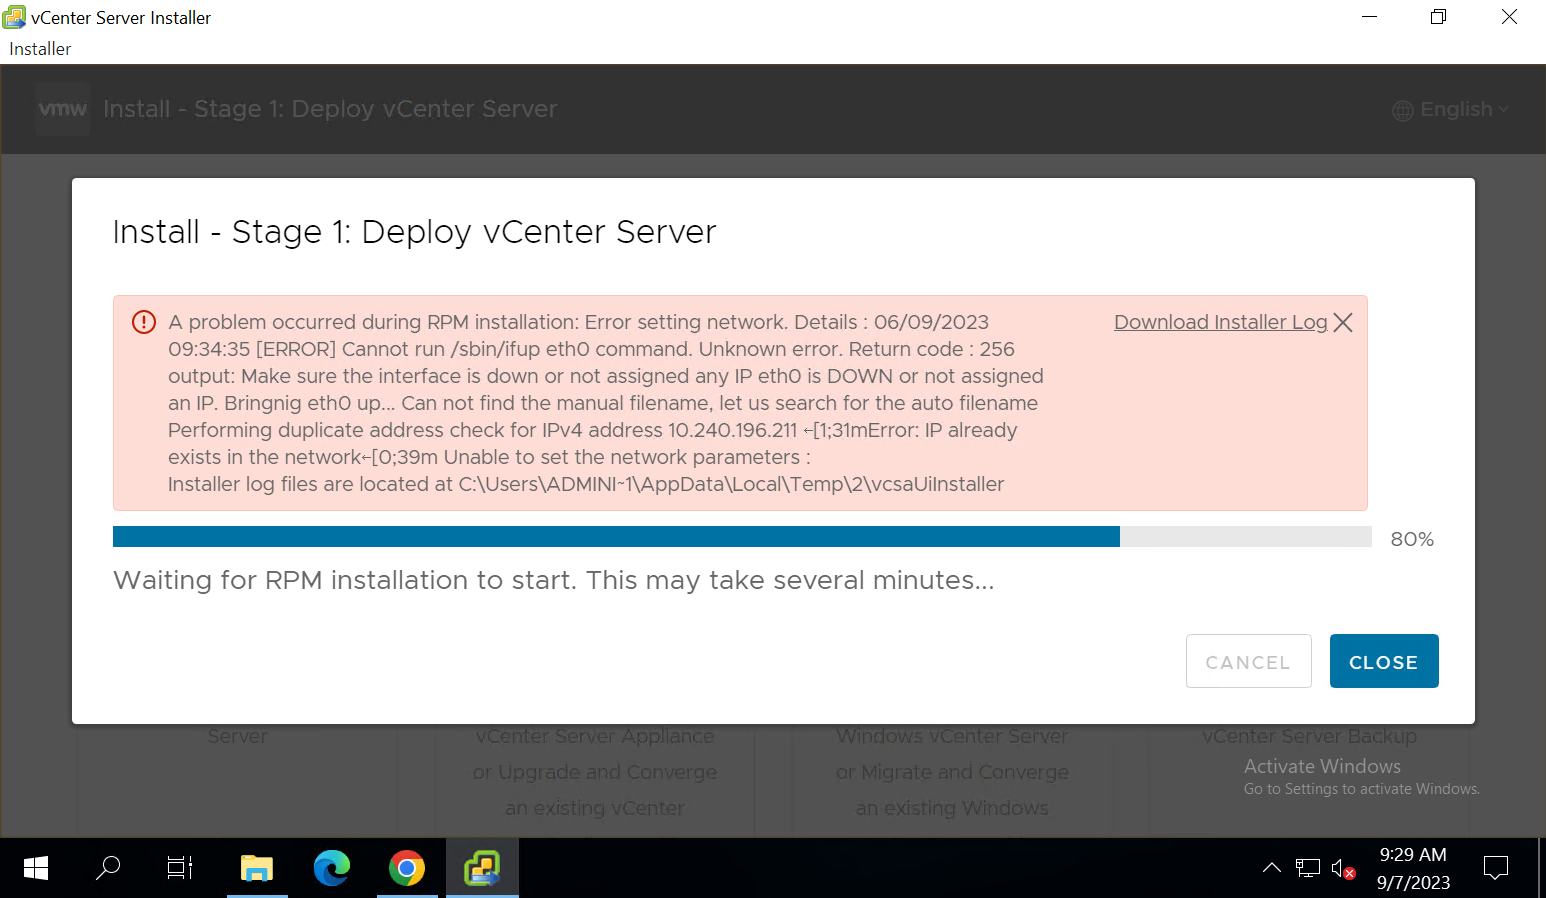 vCenter Server Installer
Installer
vmw Install - Stage 1: Deploy vCenter Server
English
Install - Stage 1: Deploy vCenter Server
A problem occurred during RPM installation: Error setting network. Details : 06/09/2023
Download Installer Log
09:34:35 [ERROR] Cannot run /sbin/ifup eth0 command. Unknown error. Return code : 256
output: Make sure the interface is down or not assigned any IP eth0 is DOWN or not assigned
an IP. Bringnig eth0 up... Can not find the manual filename, let us search for the auto filename
Performing duplicate address check for IPv4 address 10.240.196.211 ←[1;31mError: IP already
exists in the network←[0;39m Unable to set the network parameters :
Installer log files are located at C:\Users\ADMINI~1\AppData\Local\Temp\2\vcsaUiInstaller
80%
Waiting for RPM installation to start. This may take several minutes...
CANCEL
CLOSE
Server
vCenter Server Appliance
or Upgrade and Converge
an existing vCenter
Windows vCenter Server
or Migrate and Converge
an existing Windows
vCenter Server Backup
Activate Windows
Go to Settings to activate Windows.
9:29 AM
9/7/2023